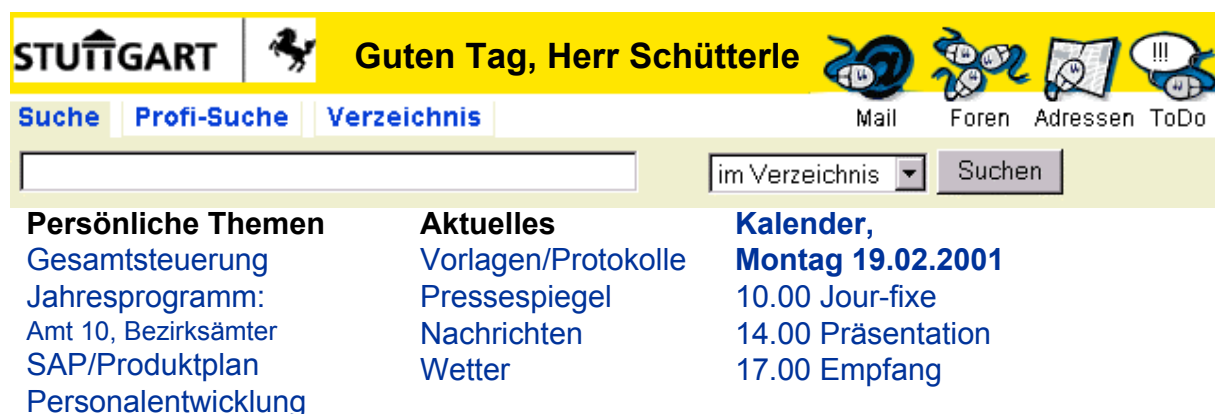 STUTTGART
Guten Tag, Herr Schütterle
!!!
Suche Profi-Suche Verzeichnis
Mail Foren Adressen ToDo
im Verzeichnis Suchen
Persönliche Themen
Gesamtsteuerung
Jahresprogramm:
Amt 10, Bezirksämter
SAP/Produktplan
Personalentwicklung
Aktuelles
Vorlagen/Protokolle
Pressespiegel
Nachrichten
Wetter
Kalender,
Montag 19.02.2001
10.00 Jour-fixe
14.00 Präsentation
17.00 Empfang